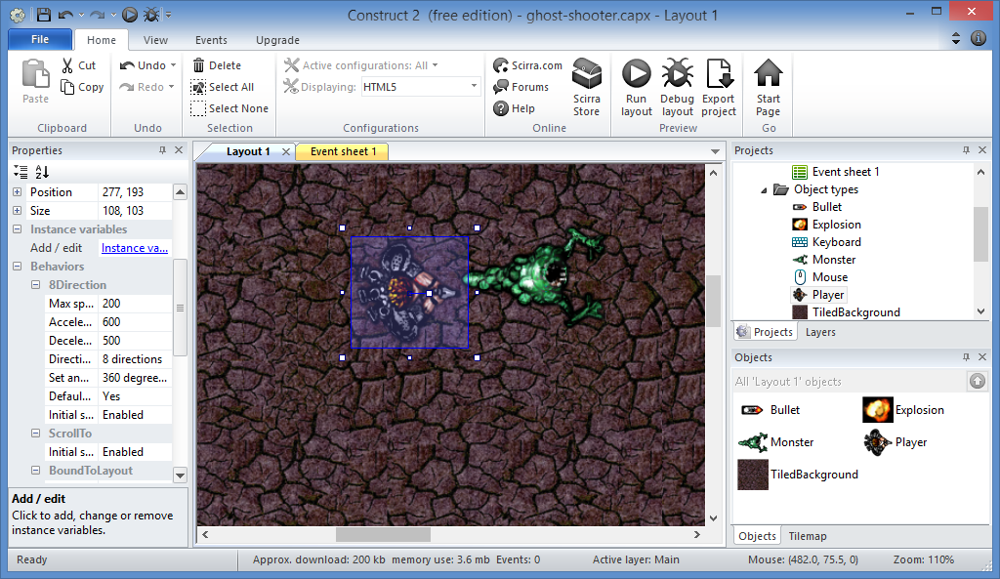 Construct 2 (free edition) - ghost-shooter.capx - Layout 1
File Home View Events Upgrade
Paste
Cut
Copy
Clipboard
Undo
Redo
Undo
Delete
Select All
Select None
Selection
Active configurations: All
Displaying: HTML5
Configurations
Scirra.com
Forums
Help
Scirra
Store
Online
Run
layout
Debug
layout
Export
project
Preview
Start
Page
Go
Properties
Position 277, 193
Size 108, 103
Instance variables
Add / edit Instance va...
Behaviors
8Direction
Max sp... 200
Accele... 600
Decele... 500
Directi... 8 directions
Set an... 360 degree...
Defaul... Yes
Initial s... Enabled
ScrollTo
Initial s... Enabled
BoundToLayout
Add / edit
Click to add, change or remove
instance variables.
Layout 1 Event sheet 1
Projects
Event sheet 1
Object types
Bullet
Explosion
Keyboard
Monster
Mouse
Player
TiledBackground
Projects Layers
Objects
All 'Layout 1' objects
Bullet Explosion
Monster Player
TiledBackground
Objects Tilemap
Ready Approx. download: 200 kb memory use: 3.6 mb Events: 0 Active layer: Main Mouse: (482.0, 75.5, 0) Zoom: 110%